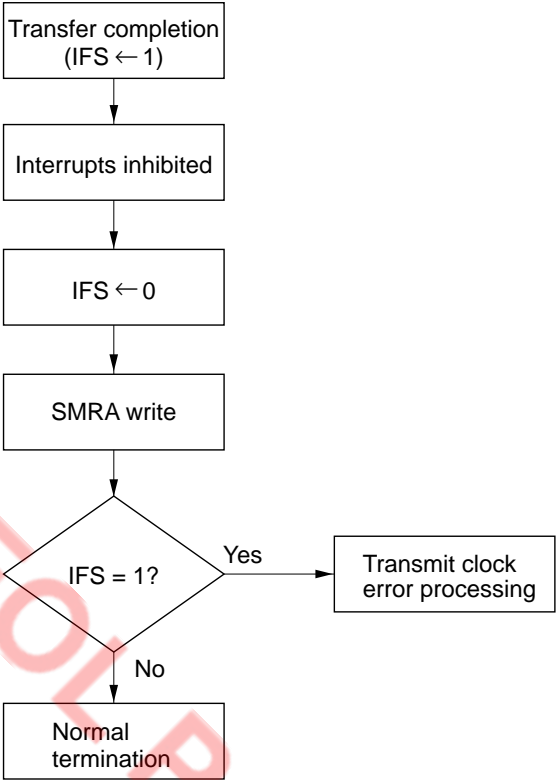 Transfer completion
(IFS ← 1)
Interrupts inhibited
IFS ← 0
SMRA write
IFS = 1?
Yes
Transmit clock
error processing
No
Normal
termination